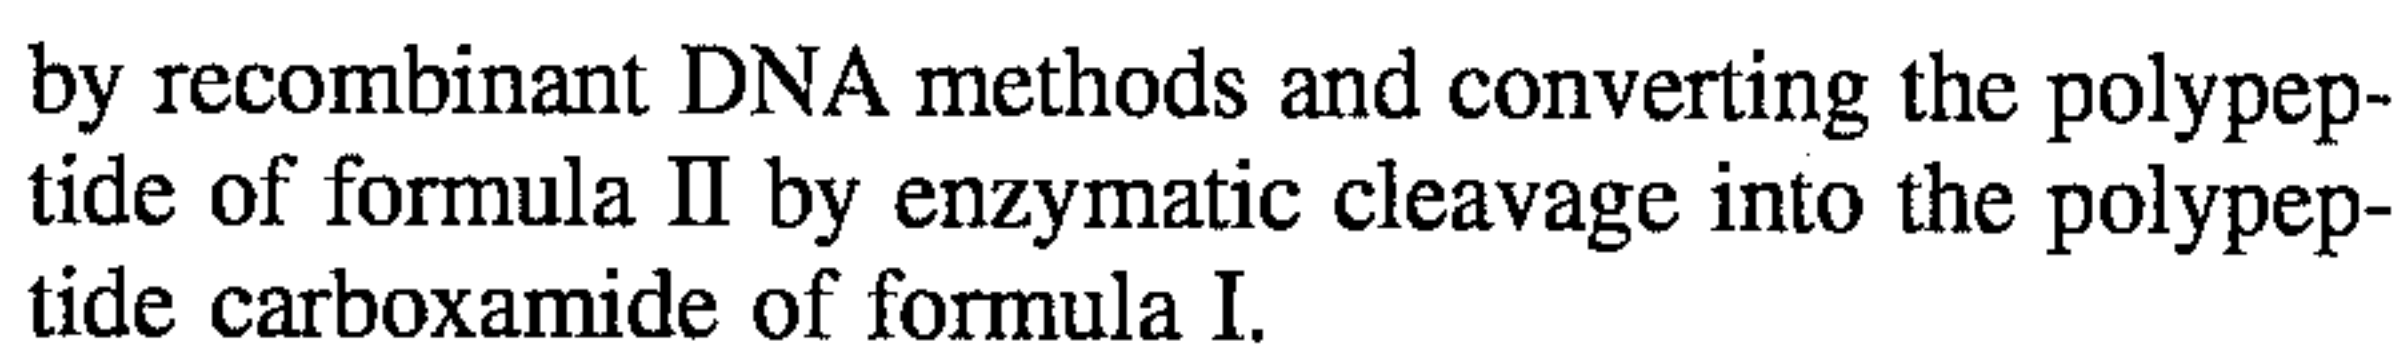 by recombinant DNA methods and converting the polypep-
tide of formula II by enzymatic cleavage into the polypep-
tide carboxamide of formula I.